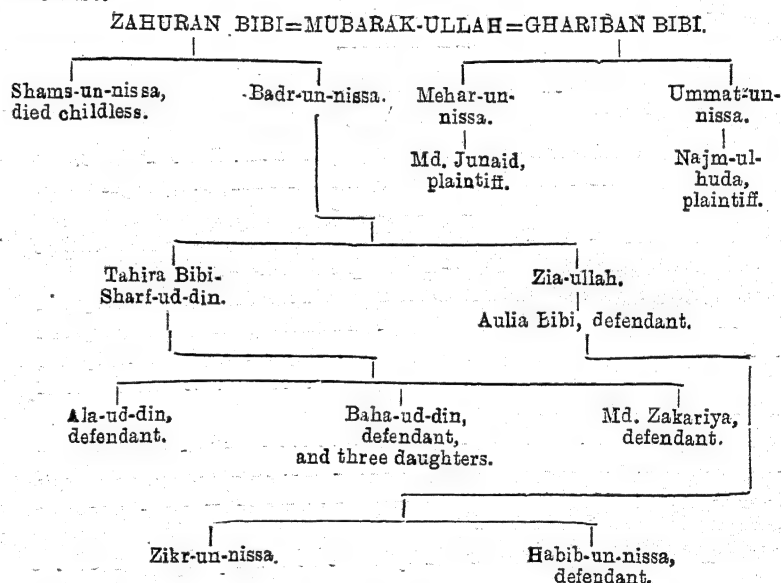 ZAHURAN BIBI=MUBARAK-ULLAH=GHARIBAN BIBI.
Shams-un-nissa,
died childless.
Badr-un-nissa.
Mehar-un-
nissa.
Md. Junaid,
plaintiff.
Ummat-un-
nissa.
Najm-ul-
huda,
plaintiff.
Tahira Bibi-
Sharf-ud-din.
Zia-ullah.
Aulia Bibi, defendant.
Ala-ud-din,
defendant.
Baha-ud-din,
defendant,
and three daughters.
Md. Zakariya,
defendant.
Zikr-un-nissa.
Habib-un-nissa,
defendant.